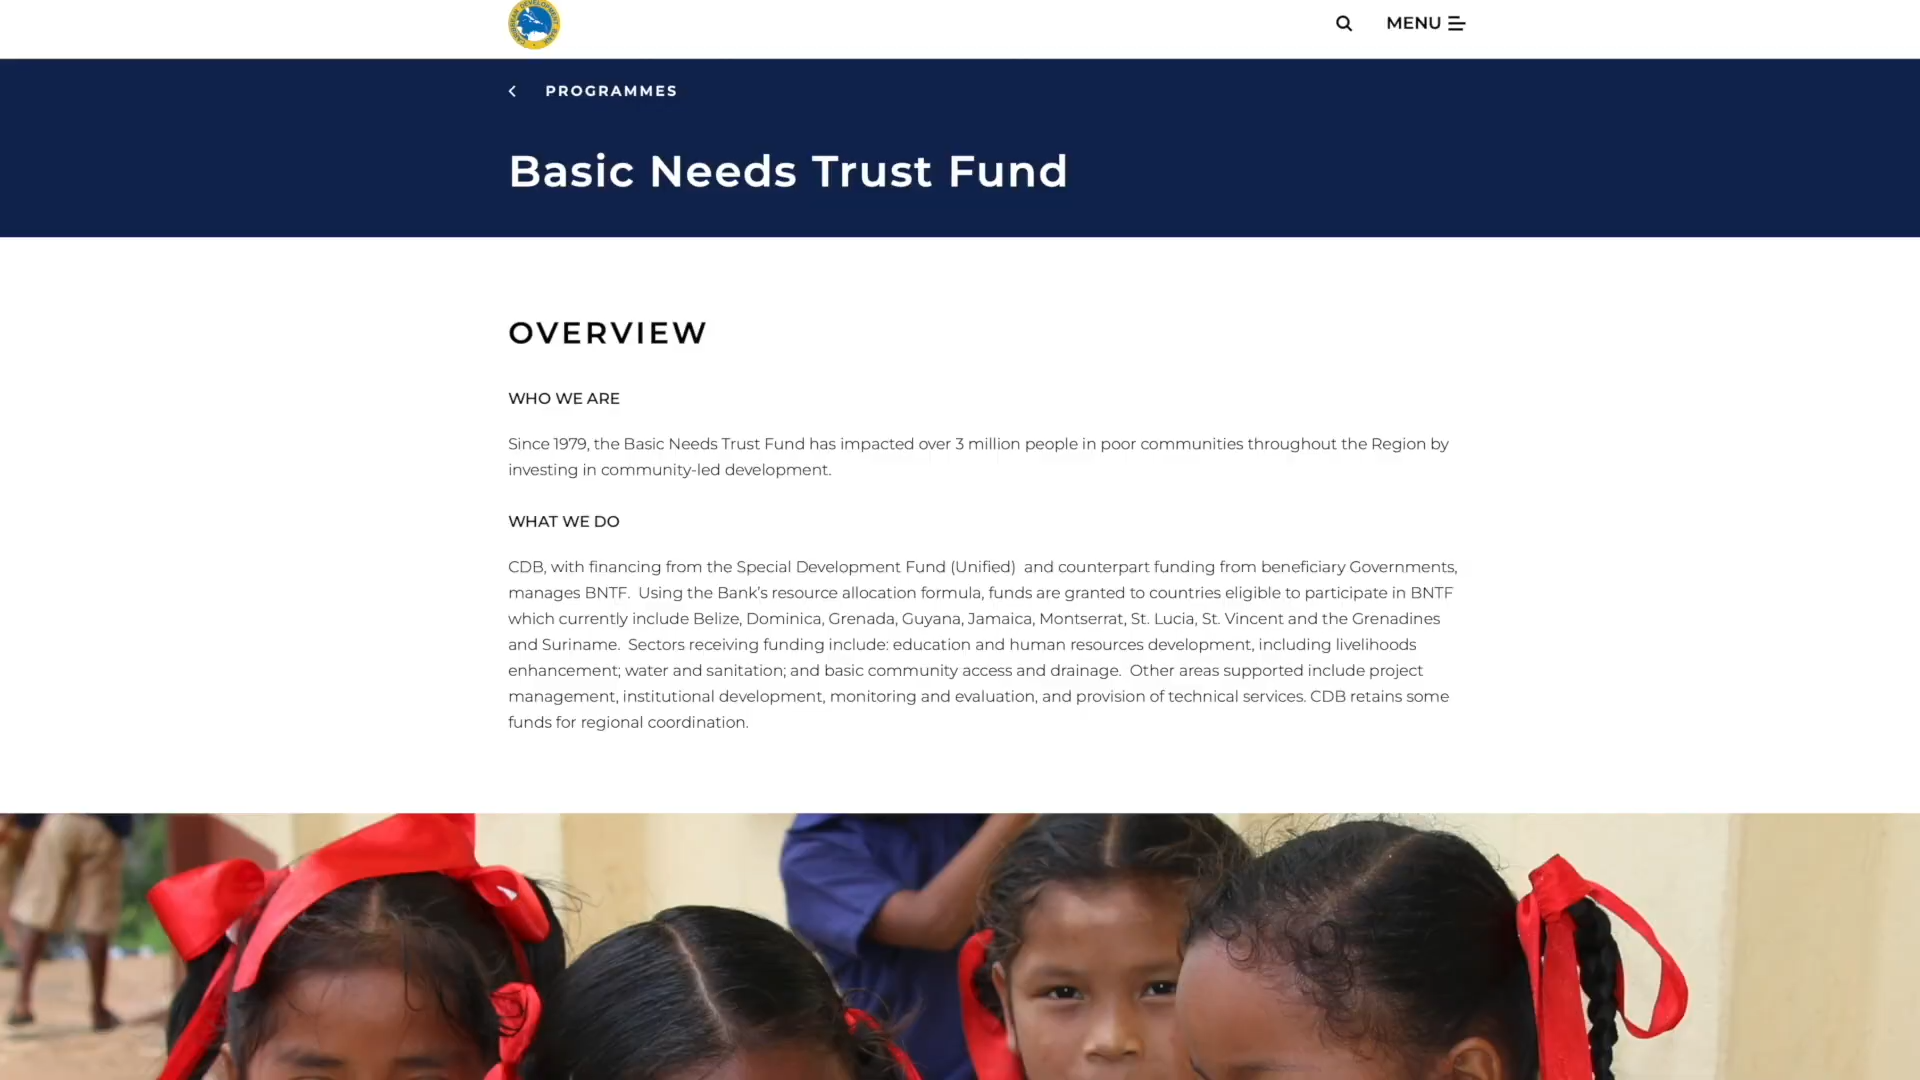 CARIBBEAN DEVELOPMENT BANK
MENU
PROGRAMMES
Basic Needs Trust Fund
OVERVIEW
WHO WE ARE
Since 1979, the Basic Needs Trust Fund has impacted over 3 million people in poor communities throughout the Region by
investing in community-led development.
WHAT WE DO
CDB, with financing from the Special Development Fund (Unified)  and counterpart funding from beneficiary Governments,
manages BNTF.  Using the Bank’s resource allocation formula, funds are granted to countries eligible to participate in BNTF
which currently include Belize, Dominica, Grenada, Guyana, Jamaica, Montserrat, St. Lucia, St. Vincent and the Grenadines
and Suriname.  Sectors receiving funding include: education and human resources development, including livelihoods
enhancement; water and sanitation; and basic community access and drainage.  Other areas supported include project
management, institutional development, monitoring and evaluation, and provision of technical services. CDB retains some
funds for regional coordination.